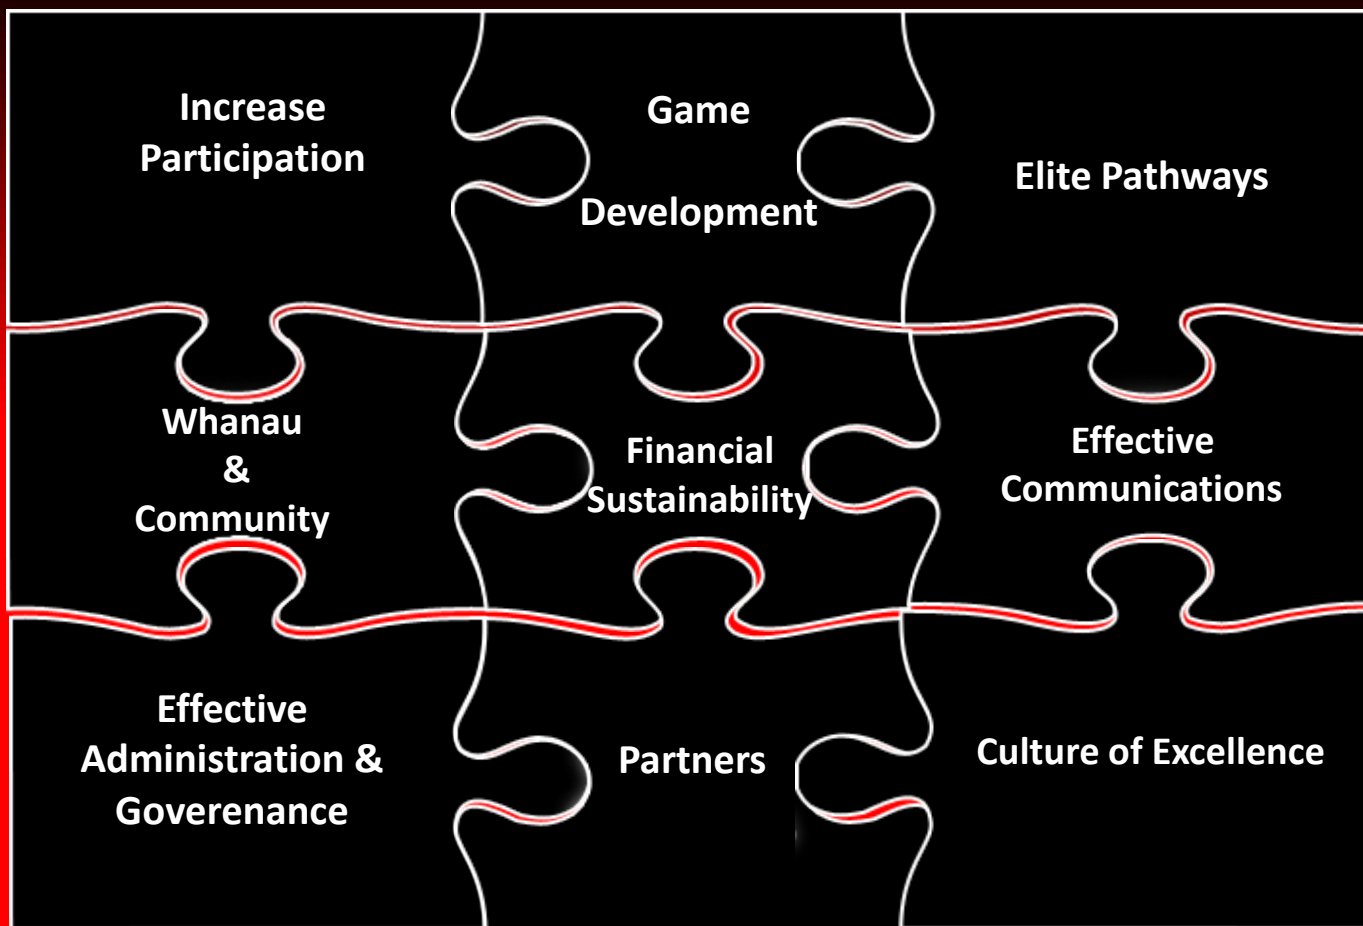 Increase
Participation
Game
Development
Elite Pathways
Whanau
&
Community
Financial
Sustainability
Effective
Communications
Effective
Administration &
Goverenance
Partners
Culture of Excellence